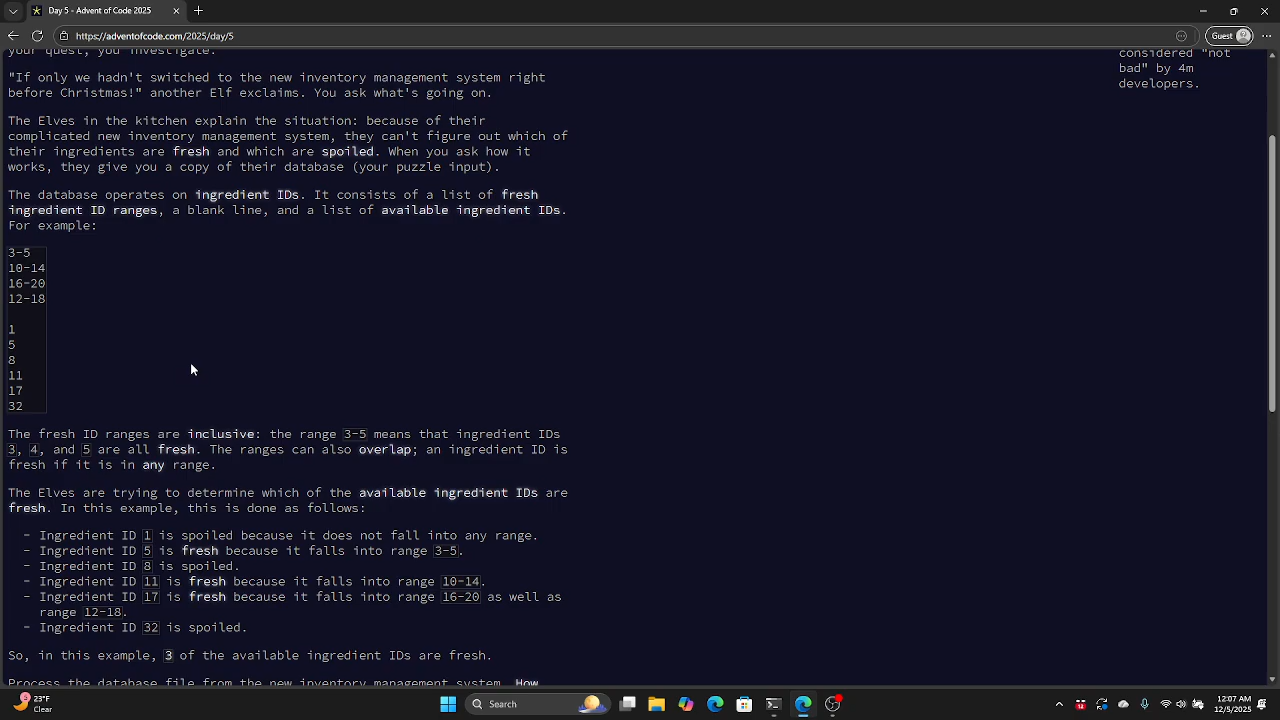 Day 5 - Advent of Code 2025
https://adventofcode.com/2025/day/5
Guest
your quest, you investigate.
"If only we hadn't switched to the new inventory management system right
before Christmas!" another Elf exclaims. You ask what's going on.
The Elves in the kitchen explain the situation: because of their
complicated new inventory management system, they can't figure out which of
their ingredients are fresh and which are spoiled. When you ask how it
works, they give you a copy of their database (your puzzle input).
The database operates on ingredient IDs. It consists of a list of fresh
ingredient ID ranges, a blank line, and a list of available ingredient IDs.
For example:
3-5
10-14
16-20
12-18
1
5
8
11
17
32
The fresh ID ranges are inclusive: the range 3-5 means that ingredient IDs
3, 4, and 5 are all fresh. The ranges can also overlap; an ingredient ID is
fresh if it is in any range.
The Elves are trying to determine which of the available ingredient IDs are
fresh. In this example, this is done as follows:
- Ingredient ID 1 is spoiled because it does not fall into any range.
- Ingredient ID 5 is fresh because it falls into range 3-5.
- Ingredient ID 8 is spoiled.
- Ingredient ID 11 is fresh because it falls into range 10-14.
- Ingredient ID 17 is fresh because it falls into range 16-20 as well as
range 12-18.
- Ingredient ID 32 is spoiled.
So, in this example, 3 of the available ingredient IDs are fresh.
Process the database file from the new inventory management system. How
considered "not
bad" by 4m
developers.
23°F
Clear
Search
12:07 AM
12/5/2025